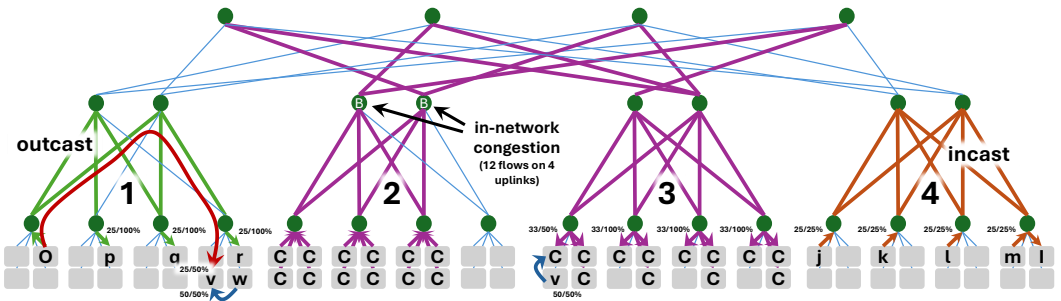 B B
outcast
in-network
congestion
(12 flows on 4
uplinks)
incast
1 2 3 4
25/100% 25/100% 25/100%
33/50% 33/100% 33/100% 33/100%
25/25% 25/25% 25/25% 25/25%
O p q r
C C C C C C
C C C C C C C
j k l m l
25/50%
v w
C C C C C C
v C C C
50/50%
50/50%